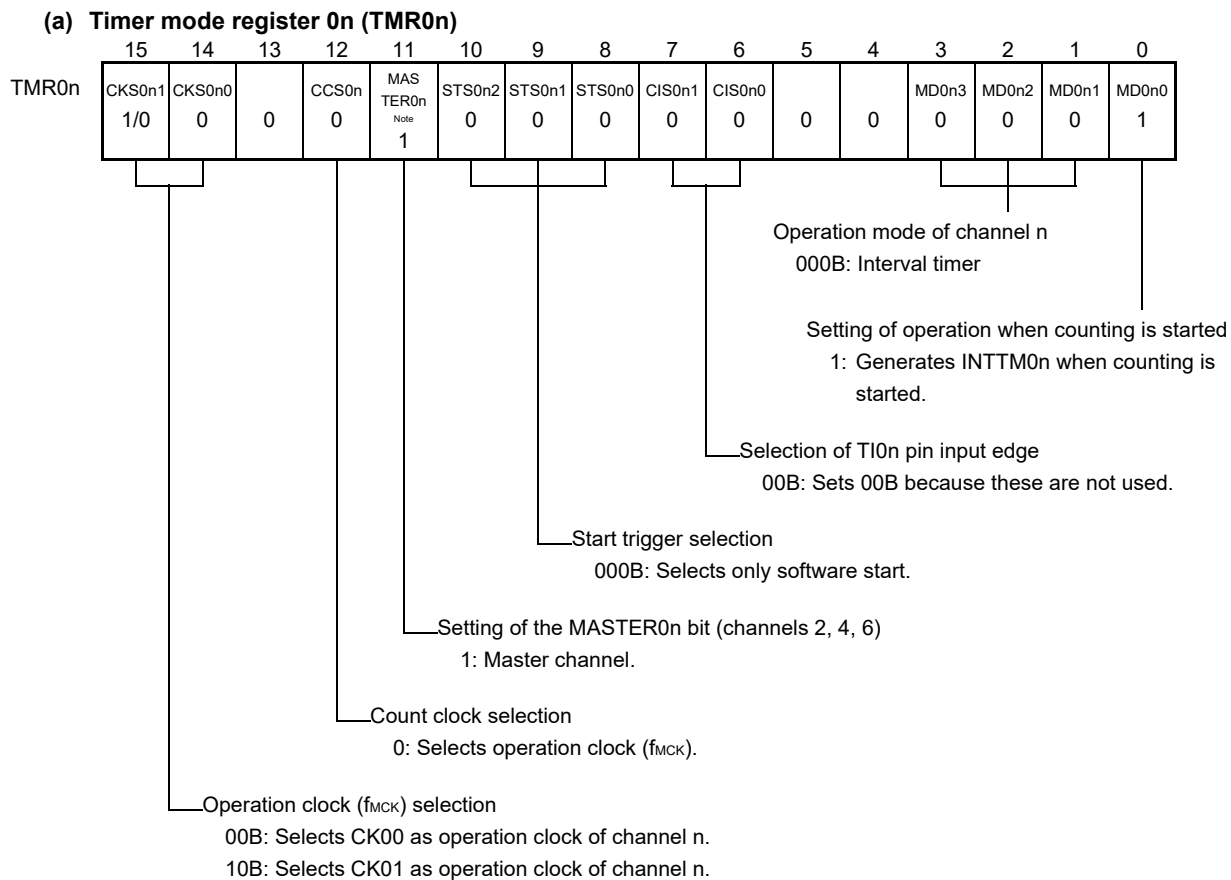 (a) Timer mode register 0n (TMR0n)
15 14 13 12 11 10 9 8 7 6 5 4 3 2 1 0
TMR0n CKS0n1 CKS0n0 CCS0n MAS TER0n Note STS0n2 STS0n1 STS0n0 CIS0n1 CIS0n0 MD0n3 MD0n2 MD0n1 MD0n0
1/0 0 0 0 1 0 0 0 0 0 0 0 0 0 0 1
Operation mode of channel n
000B: Interval timer
Setting of operation when counting is started
1: Generates INTTM0n when counting is
started.
Selection of TI0n pin input edge
00B: Sets 00B because these are not used.
Start trigger selection
000B: Selects only software start.
Setting of the MASTER0n bit (channels 2, 4, 6)
1: Master channel.
Count clock selection
0: Selects operation clock (fMCK).
Operation clock (fMCK) selection
00B: Selects CK00 as operation clock of channel n.
10B: Selects CK01 as operation clock of channel n.